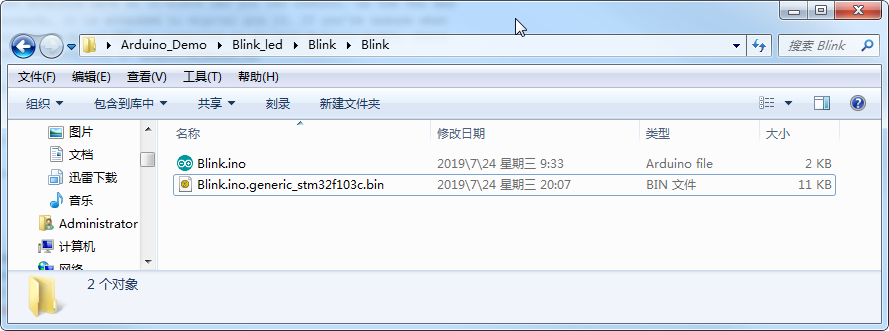 Arduino_Demo ▸ Blink_led ▸ Blink ▸ Blink
搜索 Blink
文件(F) 编辑(E) 查看(V) 工具(T) 帮助(H)
组织 包含到库中 共享 刻录 新建文件夹
名称 修改日期 类型 大小
图片
文档
迅雷下载
音乐
Administrator
计算机
网络
Blink.ino 2019\7\24 星期三 9:33 Arduino file 2 KB
Blink.ino.generic_stm32f103c.bin 2019\7\24 星期三 20:07 BIN 文件 11 KB
2 个对象